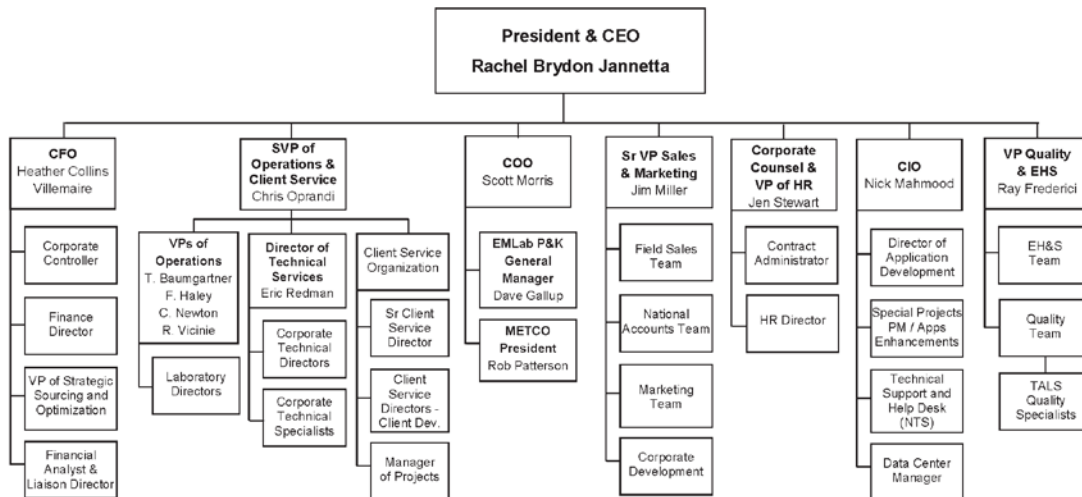 President & CEO
Rachel Brydon Jannetta
CFO
Heather Collins
Villemaire
Corporate
Controller
Finance
Director
VP of Strategic
Sourcing and
Optimization
Financial
Analyst &
Liaison Director
SVP of
Operations &
Client Service
Chris Oprandi
VPs of
Operations
T. Baumgartner
F. Haley
C. Newton
R. Vicinie
Laboratory
Directors
Director of
Technical
Services
Eric Redman
Corporate
Technical
Directors
Corporate
Technical
Specialists
Client Service
Organization
Sr Client
Service
Director
Client
Service
Directors -
Client Dev.
Manager
of Projects
COO
Scott Morris
EMLab P&K
General
Manager
Dave Gallup
METCO
President
Rob Patterson
Sr VP Sales
& Marketing
Jim Miller
Field Sales
Team
National
Accounts Team
Marketing
Team
Corporate
Development
Corporate
Counsel &
VP of HR
Jen Stewart
Contract
Administrator
HR Director
CIO
Nick Mahmood
Director of
Application
Development
Special Projects
PM / Apps
Enhancements
Technical
Support and
Help Desk
(NTS)
Data Center
Manager
VP Quality
& EHS
Ray Frederici
EH&S
Team
Quality
Team
TALS
Quality
Specialists